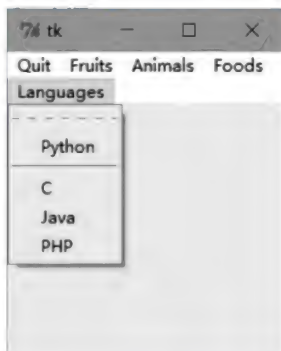 tk
Quit Fruits Animals Foods
Languages
Python
C
Java
PHP